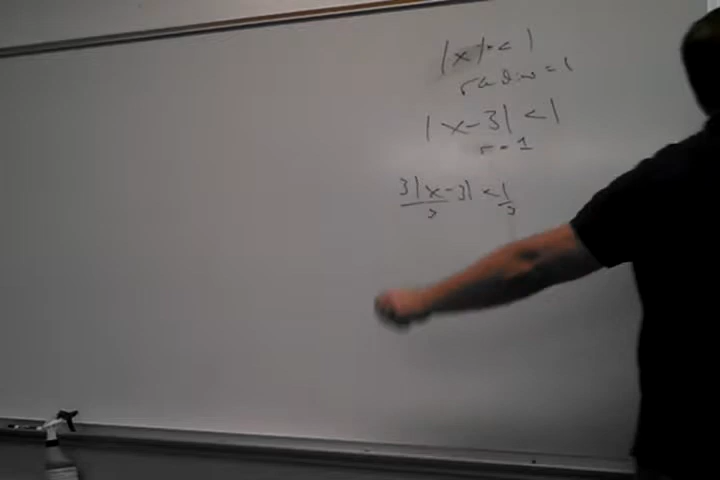 |x| < 1
radius = 1
|x - 3| < 1
r = 1
3|x - 3| < 1
3 3